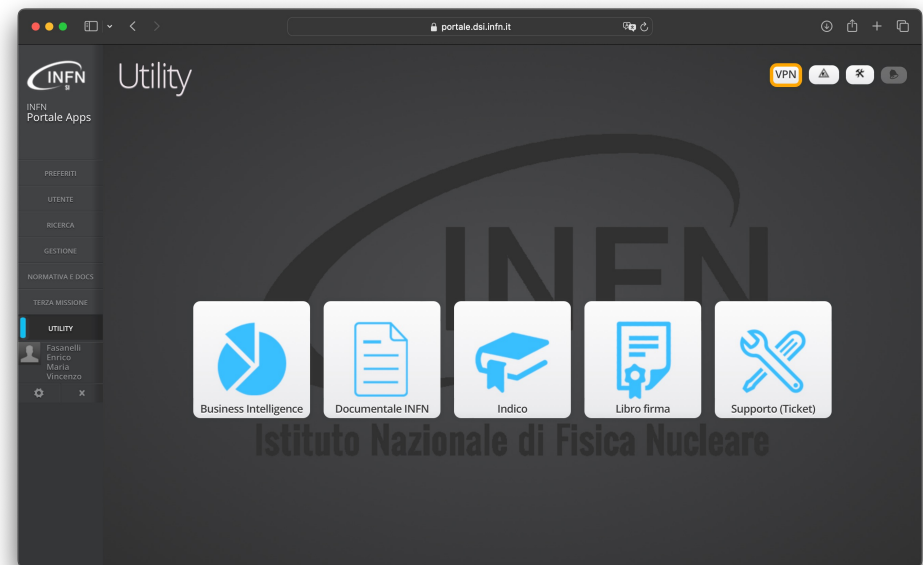 portale.dsi.infn.it
INFN
SI
Utility
VPN
INFN
Portale Apps
PREFERITI
UTENTE
RICERCA
GESTIONE
NORMATIVA E DOCS
TERZA MISSIONE
UTILITY
Fasanelli
Enrico
Maria
Vincenzo
INFN
Business Intelligence
Documentale INFN
Indico
Libro firma
Supporto (Ticket)
Istituto Nazionale di Fisica Nucleare